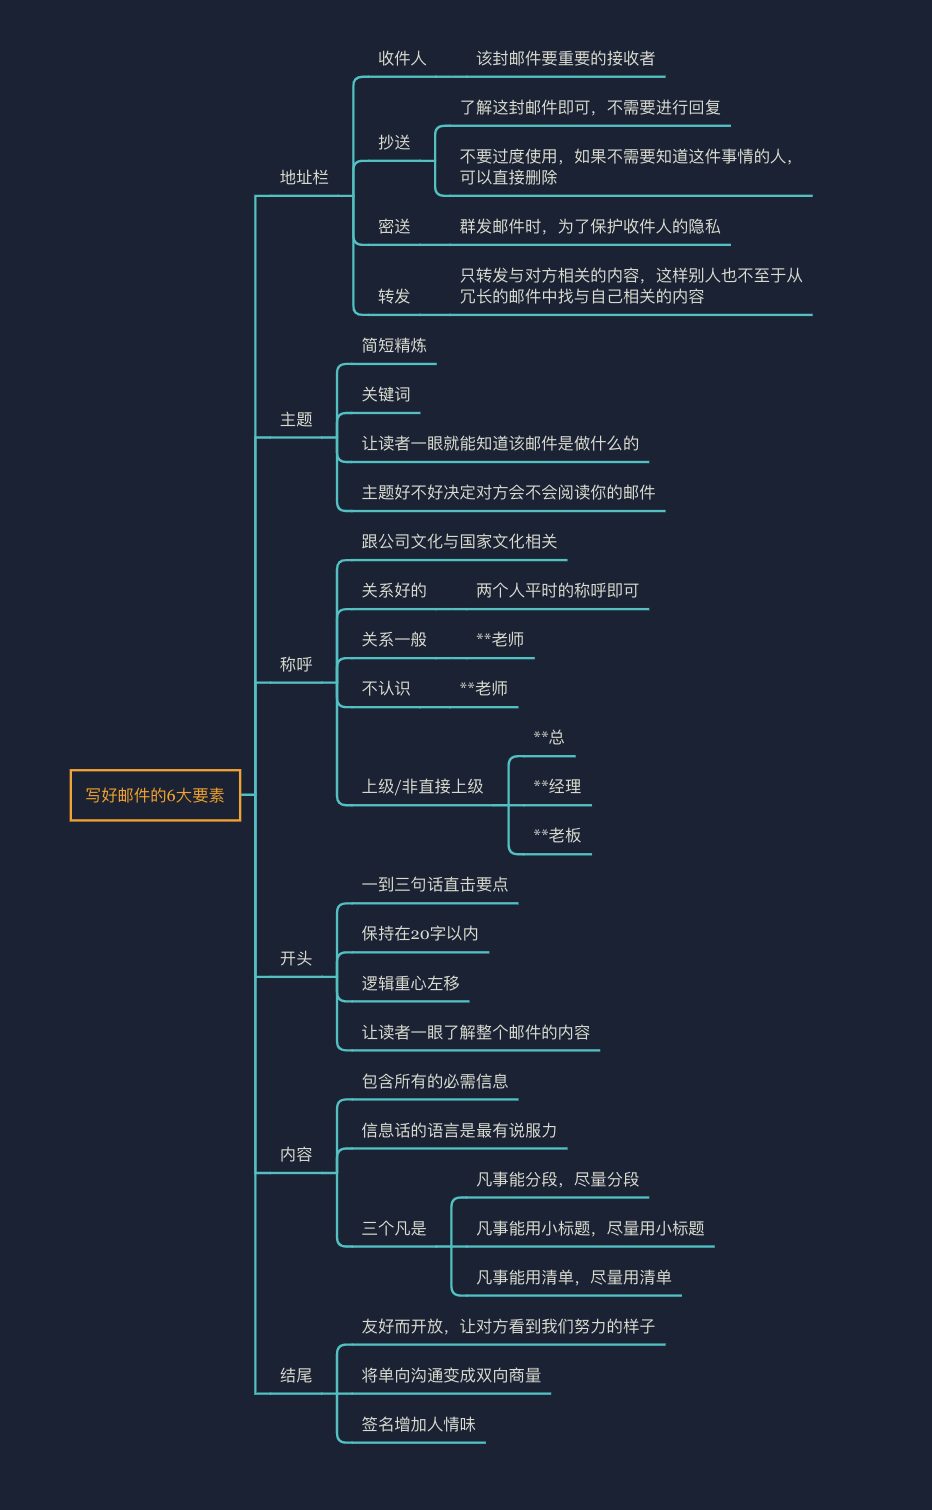 写好邮件的6大要素
地址栏
收件人
该封邮件要重要的接收者
抄送
了解这封邮件即可，不需要进行回复
不要过度使用，如果不需要知道这件事情的人，
可以直接删除
密送
群发邮件时，为了保护收件人的隐私
转发
只转发与对方相关的内容，这样别人也不至于从
冗长的邮件中找与自己相关的内容
主题
简短精炼
关键词
让读者一眼就能知道该邮件是做什么的
主题好不好决定对方会不会阅读你的邮件
称呼
跟公司文化与国家文化相关
关系好的
两个人平时的称呼即可
关系一般
**老师
不认识
**老师
上级/非直接上级
**总
**经理
**老板
开头
一到三句话直击要点
保持在20字以内
逻辑重心左移
让读者一眼了解整个邮件的内容
内容
包含所有的必需信息
信息话的语言是最有说服力
三个凡是
凡事能分段，尽量分段
凡事能用小标题，尽量用小标题
凡事能用清单，尽量用清单
结尾
友好而开放，让对方看到我们努力的样子
将单向沟通变成双向商量
签名增加人情味